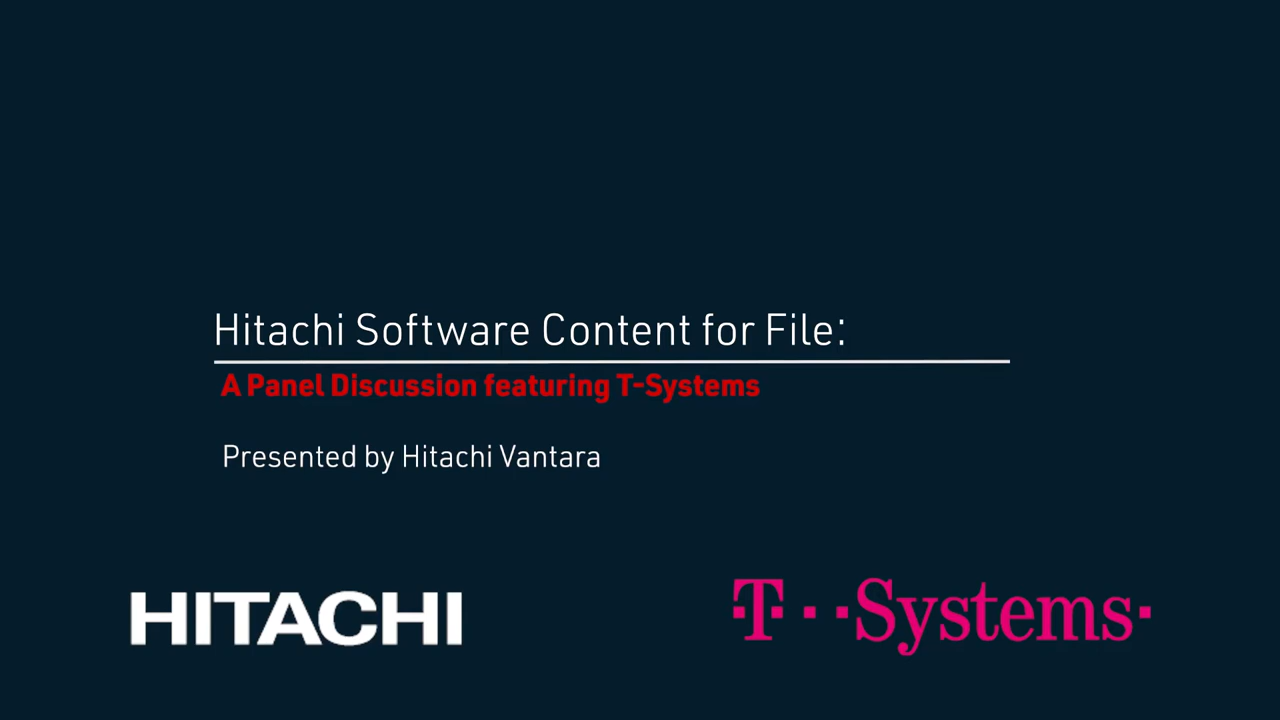 Hitachi Software Content for File:
A Panel Discussion featuring T-Systems
Presented by Hitachi Vantara
HITACHI
T · · Systems ·